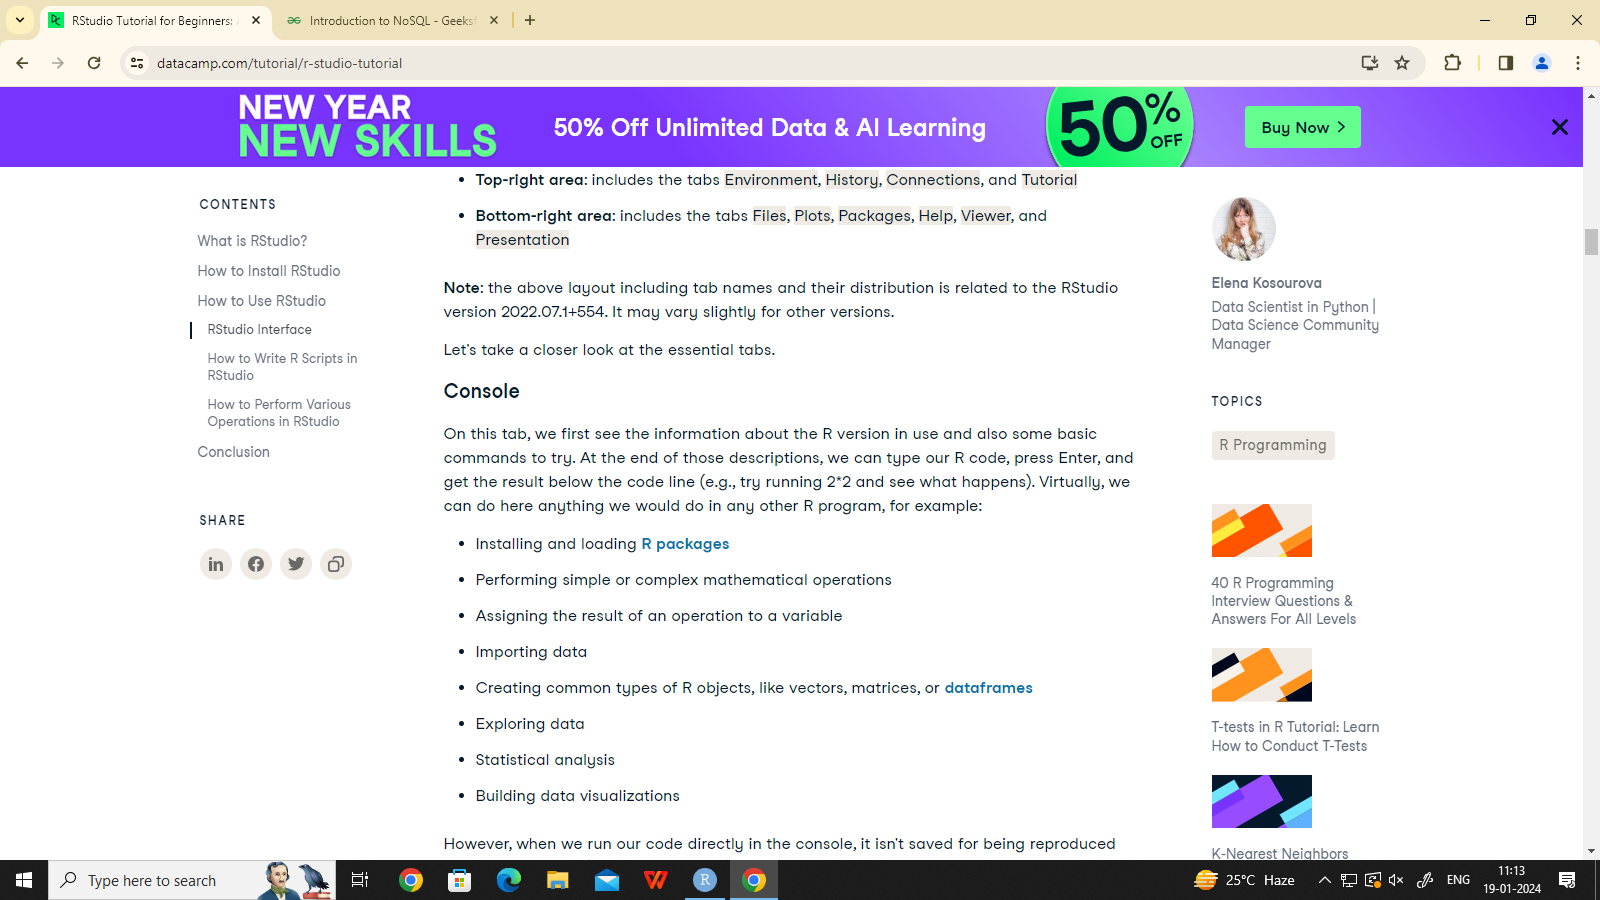 RStudio Tutorial for Beginners:
Introduction to NoSQL - Geeks
datacamp.com/tutorial/r-studio-tutorial
NEW YEAR
NEW SKILLS
50% Off Unlimited Data & AI Learning
50%
OFF
Buy Now
CONTENTS
What is RStudio?
How to Install RStudio
How to Use RStudio
RStudio Interface
How to Write R Scripts in
RStudio
How to Perform Various
Operations in RStudio
Conclusion
SHARE
• Top-right area: includes the tabs Environment, History, Connections, and Tutorial
• Bottom-right area: includes the tabs Files, Plots, Packages, Help, Viewer, and
Presentation
Note: the above layout including tab names and their distribution is related to the RStudio
version 2022.07.1+554. It may vary slightly for other versions.
Let's take a closer look at the essential tabs.
Console
On this tab, we first see the information about the R version in use and also some basic
commands to try. At the end of those descriptions, we can type our R code, press Enter, and
get the result below the code line (e.g., try running 2*2 and see what happens). Virtually, we
can do here anything we would do in any other R program, for example:
• Installing and loading R packages
• Performing simple or complex mathematical operations
• Assigning the result of an operation to a variable
• Importing data
• Creating common types of R objects, like vectors, matrices, or dataframes
• Exploring data
• Statistical analysis
• Building data visualizations
However, when we run our code directly in the console, it isn't saved for being reproduced
Elena Kosourova
Data Scientist in Python |
Data Science Community
Manager
TOPICS
R Programming
40 R Programming
Interview Questions &
Answers For All Levels
T-tests in R Tutorial: Learn
How to Conduct T-Tests
K-Nearest Neighbors
Type here to search
25°C Haze
ENG
11:13
19-01-2024